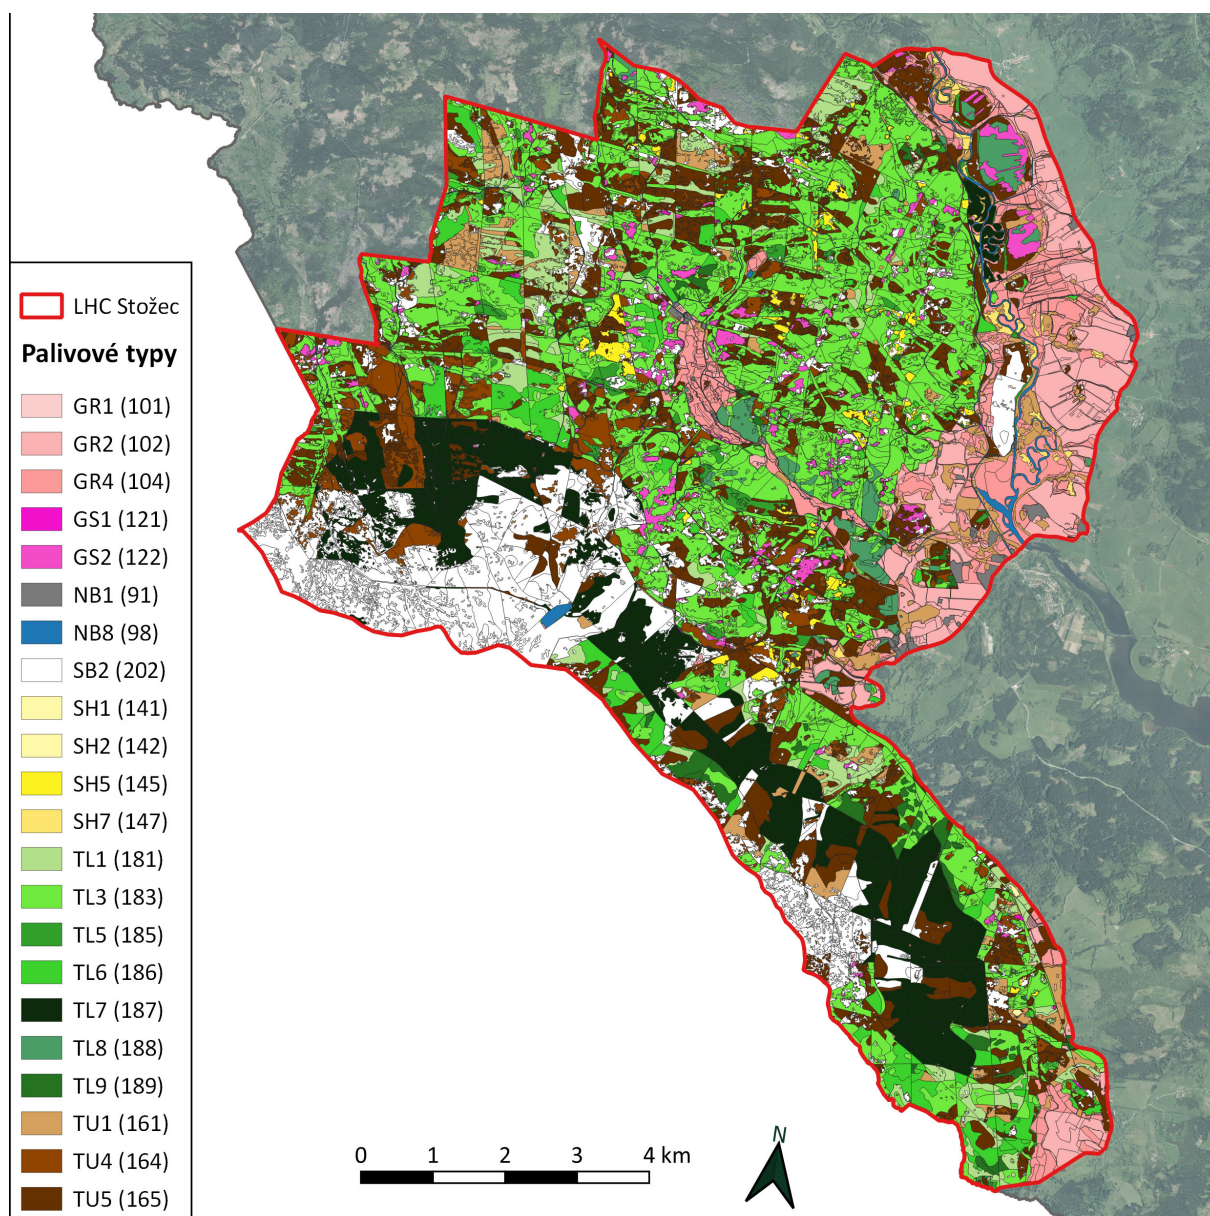 LHC Stožec
Palivové typy
GR1 (101)
GR2 (102)
GR4 (104)
GS1 (121)
GS2 (122)
NB1 (91)
NB8 (98)
SB2 (202)
SH1 (141)
SH2 (142)
SH5 (145)
SH7 (147)
TL1 (181)
TL3 (183)
TL5 (185)
TL6 (186)
TL7 (187)
TL8 (188)
TL9 (189)
TU1 (161)
TU4 (164)
TU5 (165)
0 1 2 3 4 km
N